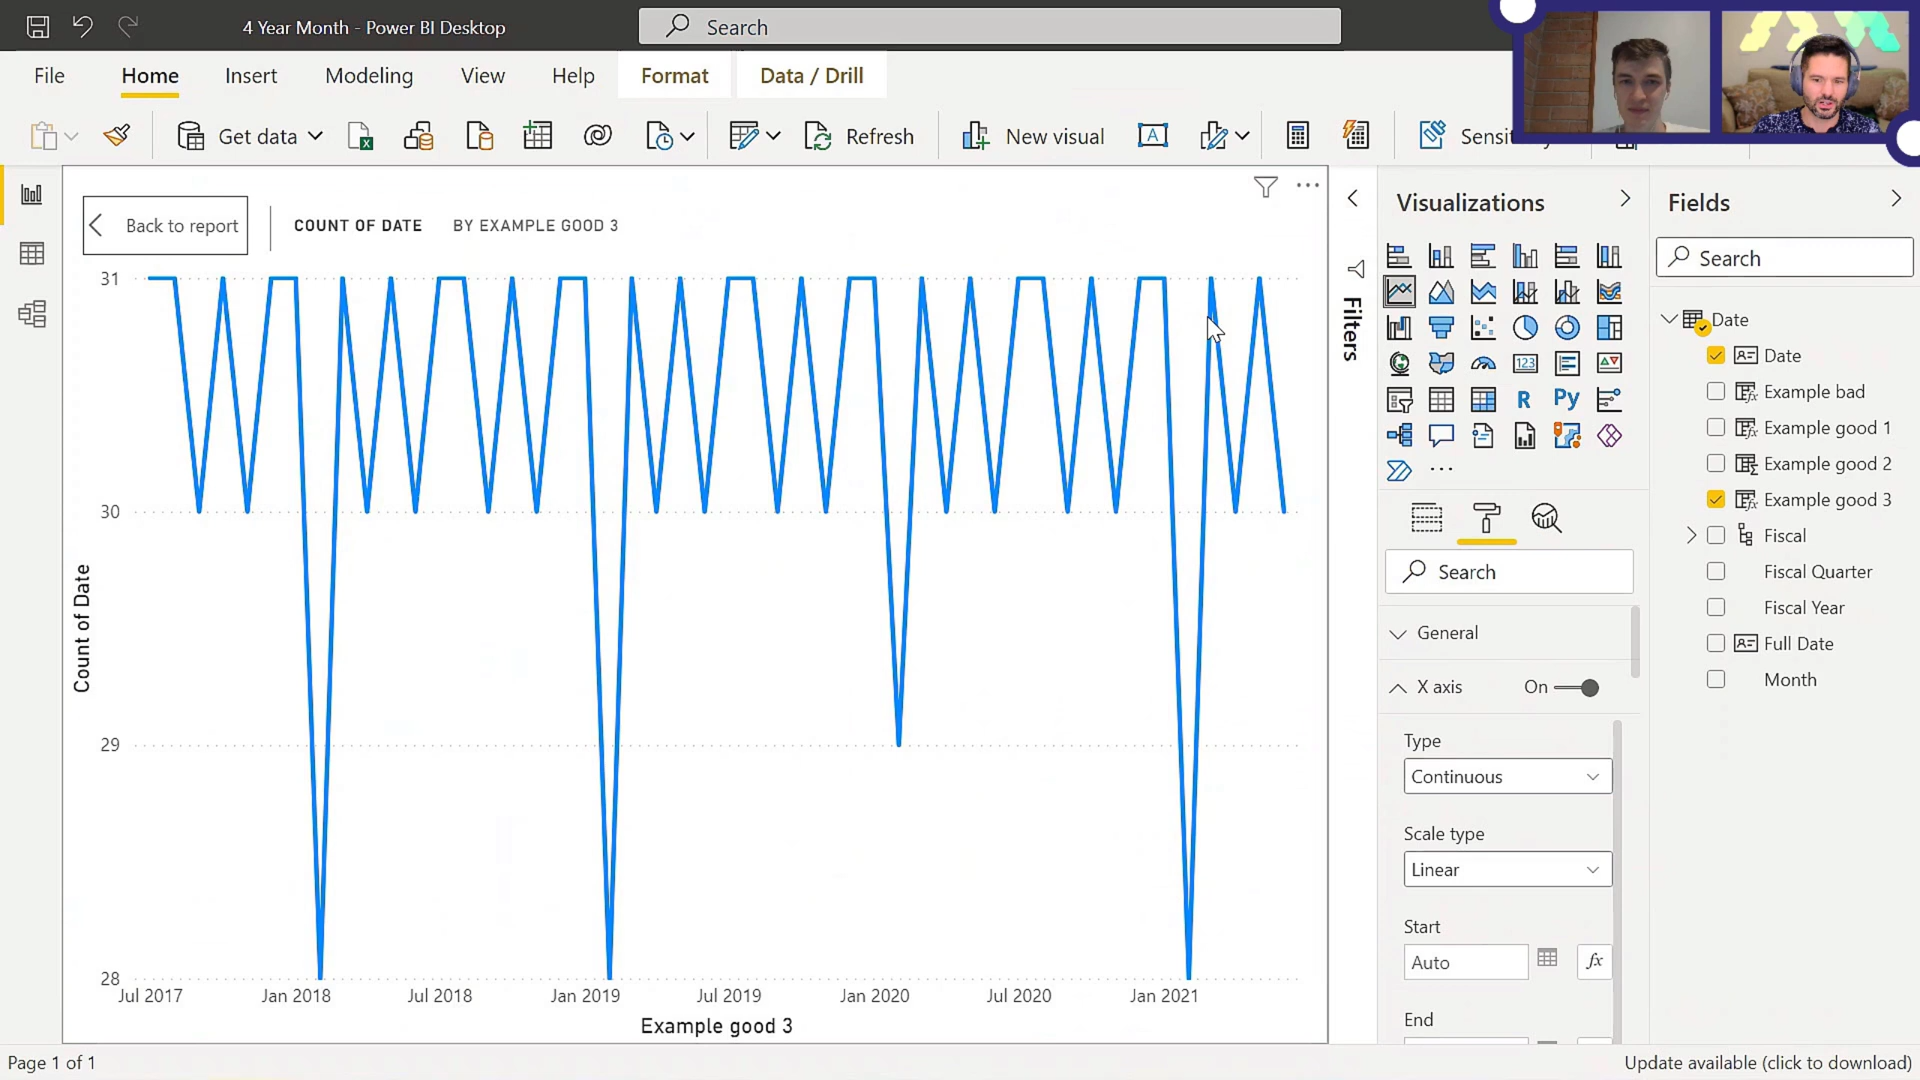 4 Year Month - Power BI Desktop
Search
File
Home
Insert
Modeling
View
Help
Format
Data / Drill
Get data
Refresh
New visual
A
Back to report
COUNT OF DATE
BY EXAMPLE GOOD 3
31
30
29
28
Count of Date
Jul 2017
Jan 2018
Jul 2018
Jan 2019
Jul 2019
Jan 2020
Jul 2020
Jan 2021
Example good 3
Filters
Visualizations
123
R
Py
Search
General
X axis
On
Type
Continuous
Scale type
Linear
Start
Auto
fx
End
Fields
Search
Date
Date
Example bad
Example good 1
Example good 2
Example good 3
Fiscal
Fiscal Quarter
Fiscal Year
Full Date
Month
Page 1 of 1
Update available (click to download)